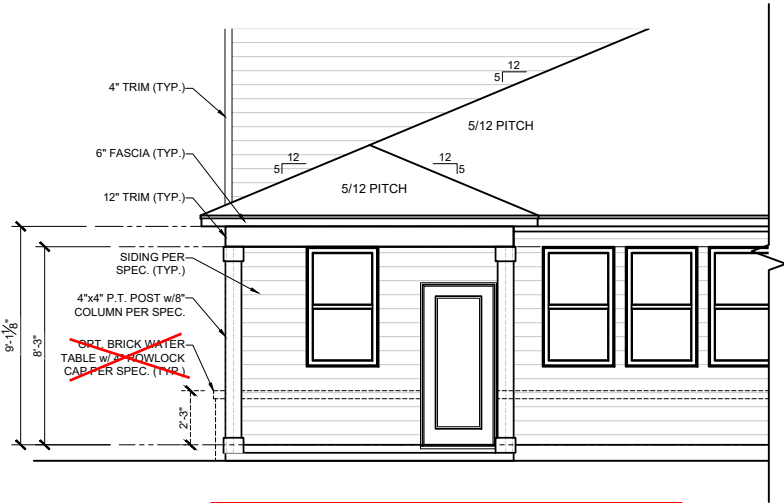 12
5
4" TRIM (TYP.)
5/12 PITCH
6" FASCIA (TYP.)
12
5
12
5
5/12 PITCH
12" TRIM (TYP.)
SIDING PER
SPEC. (TYP.)
4"x4" P.T. POST w/8"
COLUMN PER SPEC.
9'-1 1/8"
8'-3"
OPT. BRICK WATER
TABLE w/ 4" ROWLOCK
CAP PER SPEC. (TYP.)
2'-3"